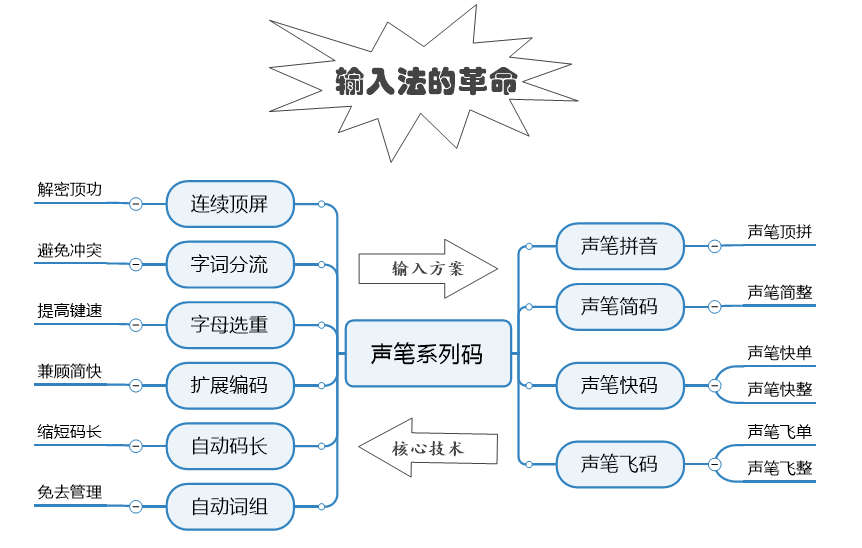 输入法的革命
解密顶功
连续顶屏
避免冲突
字词分流
提高键速
字母选重
兼顾简快
扩展编码
缩短码长
自动码长
免去管理
自动词组
输入方案
声笔系列码
核心技术
声笔拼音
声笔顶拼
声笔简码
声笔简整
声笔快码
声笔快单
声笔快整
声笔飞码
声笔飞单
声笔飞整